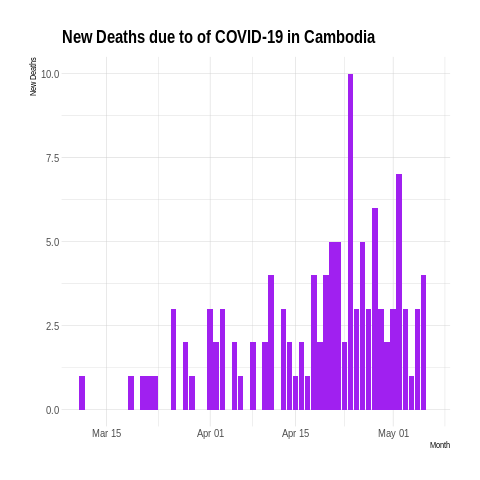 New Deaths due to of COVID-19 in Cambodia
New Deaths
10.0
7.5
5.0
2.5
0.0
Mar 15
Apr 01
Apr 15
May 01
Month